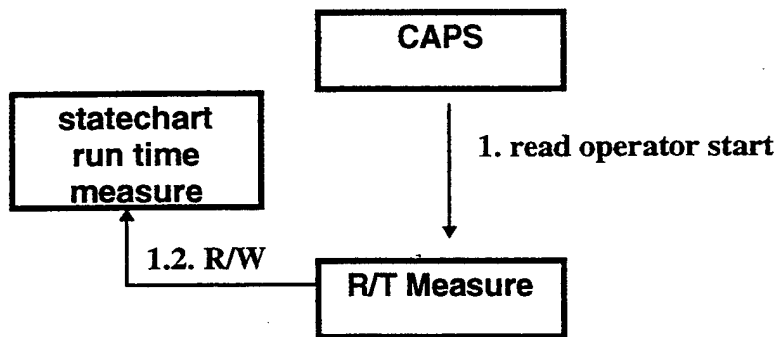 CAPS
statechart
run time
measure
1. read operator start
1.2. R/W
R/T Measure